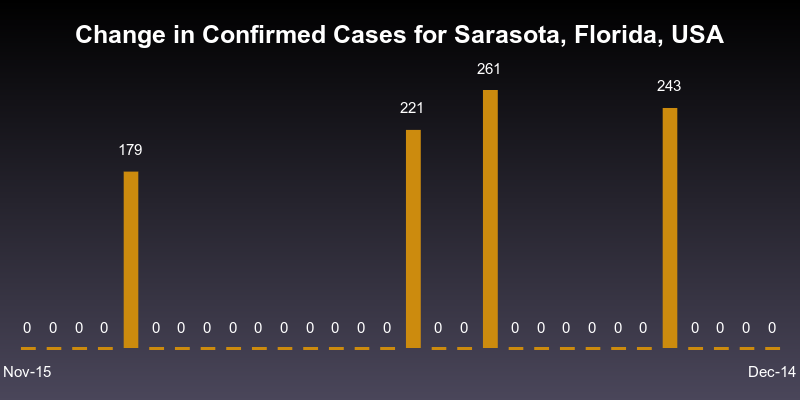 Change in Confirmed Cases for Sarasota, Florida, USA
261
243
221
179
0 0 0 0 0 0 0 0 0 0 0 0 0 0 0 0 0 0 0 0 0 0 0 0 0 0
Nov-15 Dec-14